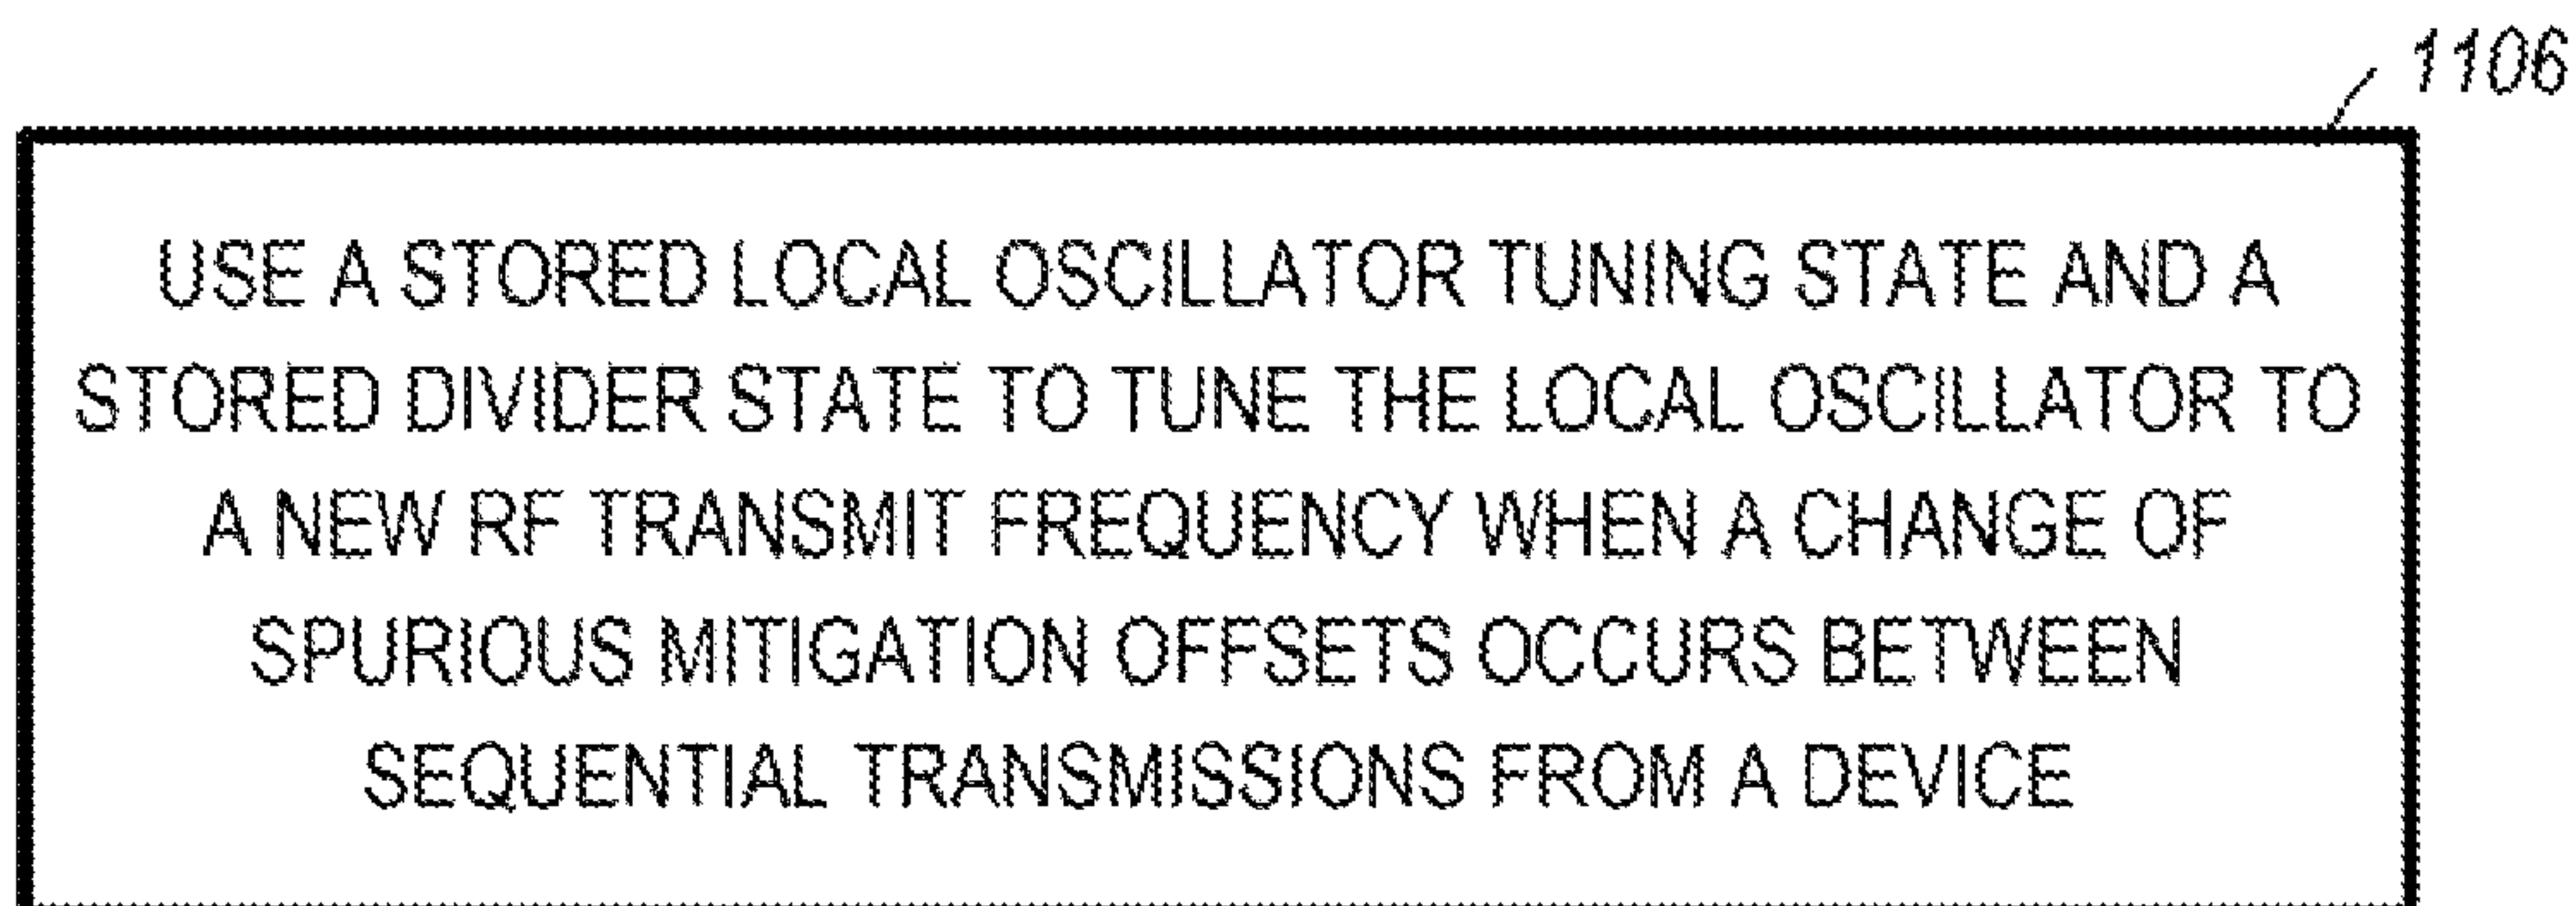 1106
USE A STORED LOCAL OSCILLATOR TUNING STATE AND A
STORED DIVIDER STATE TO TUNE THE LOCAL OSCILLATOR TO
A NEW RF TRANSMIT FREQUENCY WHEN A CHANGE OF
SPURIOUS MITIGATION OFFSETS OCCURS BETWEEN
SEQUENTIAL TRANSMISSIONS FROM A DEVICE